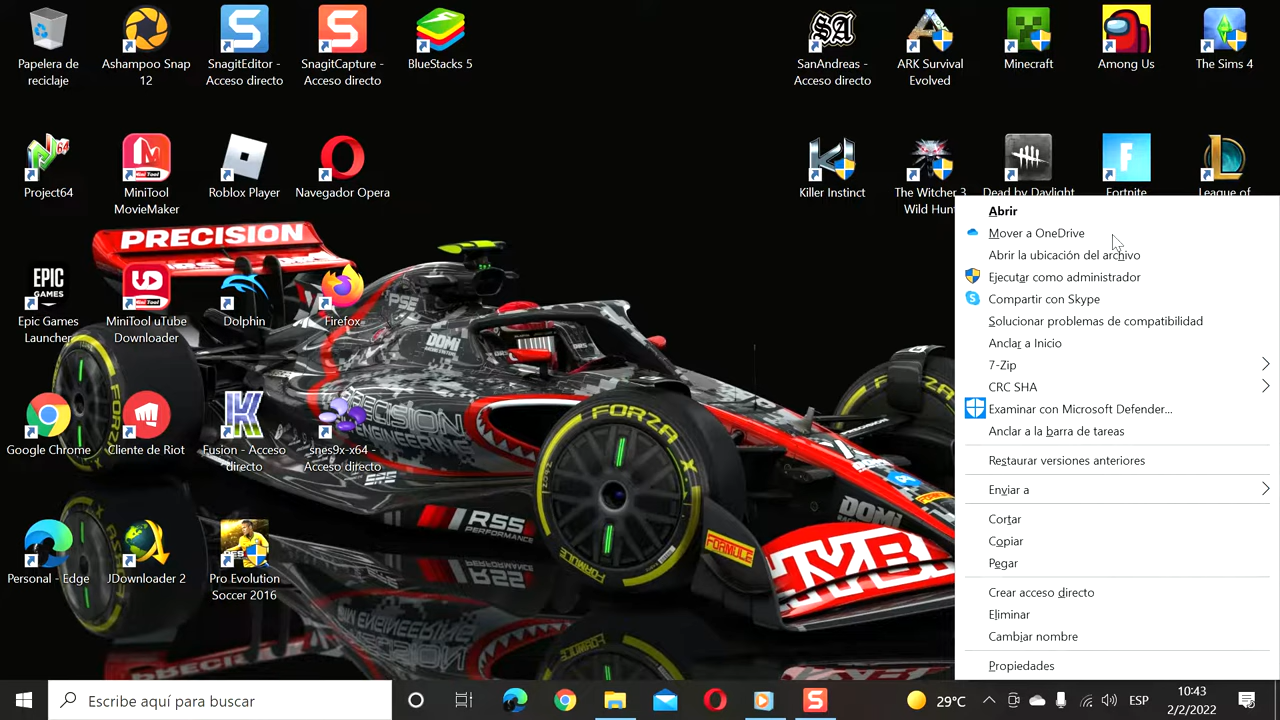 Papelera de
reciclaje
Ashampoo Snap
12
SnagitEditor -
Acceso directo
SnagitCapture -
Acceso directo
BlueStacks 5
SanAndreas -
Acceso directo
ARK Survival
Evolved
Minecraft
Among Us
The Sims 4
Project64
MiniTool
MovieMaker
Roblox Player
Navegador Opera
Killer Instinct
The Witcher 3
Wild Hunt
Dead by Daylight
Fortnite
League of
PRECISION
Epic Games
Launcher
MiniTool uTube
Downloader
Dolphin
Firefox
Google Chrome
Cliente de Riot
Fusion - Acceso
directo
snes9x-x64 -
Acceso directo
Personal - Edge
JDownloader 2
Pro Evolution
Soccer 2016
PSE
DOMI
PRECISION
ENGINEERING
FORZA
RSS
PERFORMANCE
FORMULE
DOMI
TYB
Abrir
Mover a OneDrive
Abrir la ubicación del archivo
Ejecutar como administrador
Compartir con Skype
Solucionar problemas de compatibilidad
Anclar a Inicio
7-Zip
CRC SHA
Examinar con Microsoft Defender...
Anclar a la barra de tareas
Restaurar versiones anteriores
Enviar a
Cortar
Copiar
Pegar
Crear acceso directo
Eliminar
Cambiar nombre
Propiedades
Escribe aquí para buscar
29°C
ESP
10:43
2/2/2022